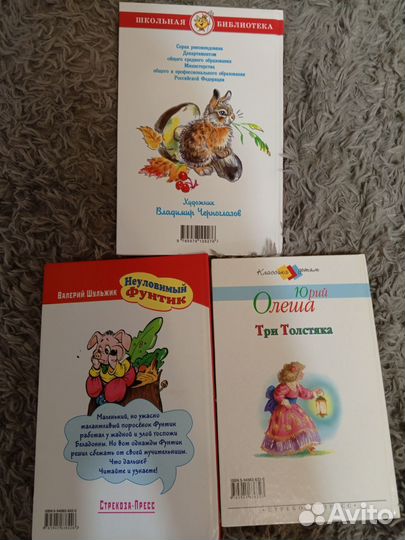 ШКОЛЬНАЯ БИБЛИОТЕКА
Серия рекомендована
Департаментом
общего среднего образования
Министерства
общего и профессионального образования
Российской Федерации
Художник
Владимир Черноглазов
Валерий Шульжик
Неуловимый
Фунтик
Маленький, но ужасно
талантливый поросёнок Фунтик
работал у жадной и злой госпожи
Беладонны. Но вот однажды Фунтик
решил сбежать от своей мучительницы.
Что дальше?
Читайте и узнаете!
Стрекоза-Пресс
Классика детям
Юрий
Олеша
Три Толстяка
Avito